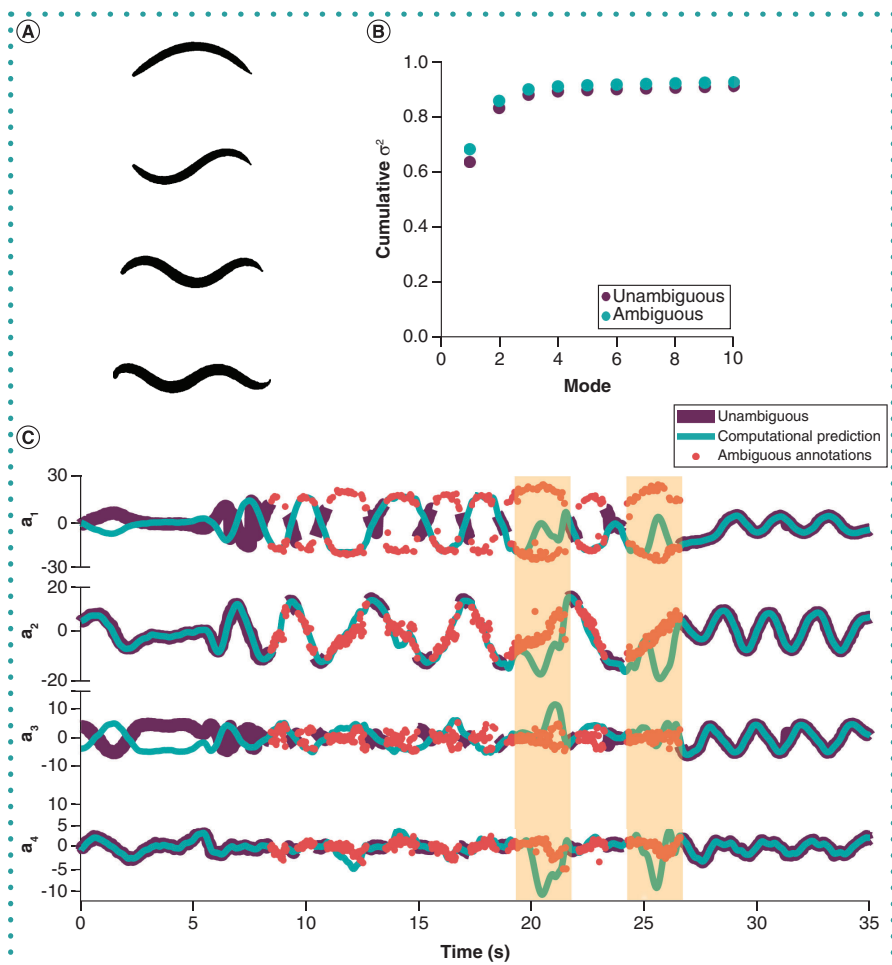 A
B
1.0
0.8
0.6
0.4
0.2
0.0
Cumulative σ²
Unambiguous
Ambiguous
0 2 4 6 8 10
Mode
Unambiguous
Computational prediction
Ambiguous annotations
C
30
0
-30
a1
20
0
-20
a2
10
0
-10
a3
10
5
0
-5
-10
a4
0 5 10 15 20 25 30 35
Time (s)